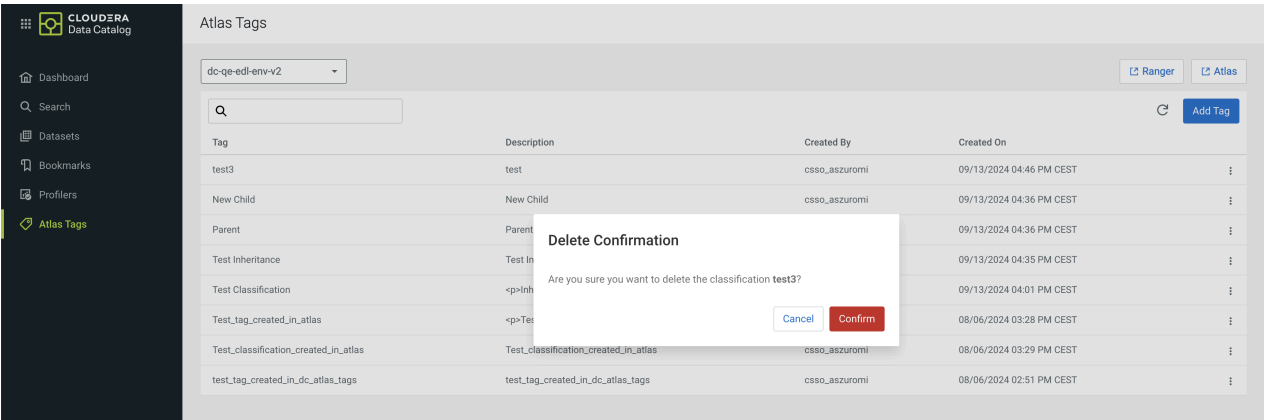 CLOUDERA
Data Catalog
Atlas Tags
Dashboard
Search
Datasets
Bookmarks
Profilers
Atlas Tags
dc-qe-edl-env-v2
Ranger
Atlas
Add Tag
Tag Description Created By Created On
test3 test csso_aszuromi 09/13/2024 04:46 PM CEST
New Child New Child csso_aszuromi 09/13/2024 04:36 PM CEST
Parent Parent 09/13/2024 04:36 PM CEST
Test Inheritance Test In 09/13/2024 04:35 PM CEST
Test Classification <p>Inh 09/13/2024 04:01 PM CEST
Test_tag_created_in_atlas <p>Tes 08/06/2024 03:28 PM CEST
Test_classification_created_in_atlas Test_classification_created_in_atlas csso_aszuromi 08/06/2024 03:29 PM CEST
test_tag_created_in_dc_atlas_tags test_tag_created_in_dc_atlas_tags csso_aszuromi 08/06/2024 02:51 PM CEST
Delete Confirmation
Are you sure you want to delete the classification test3?
Cancel
Confirm